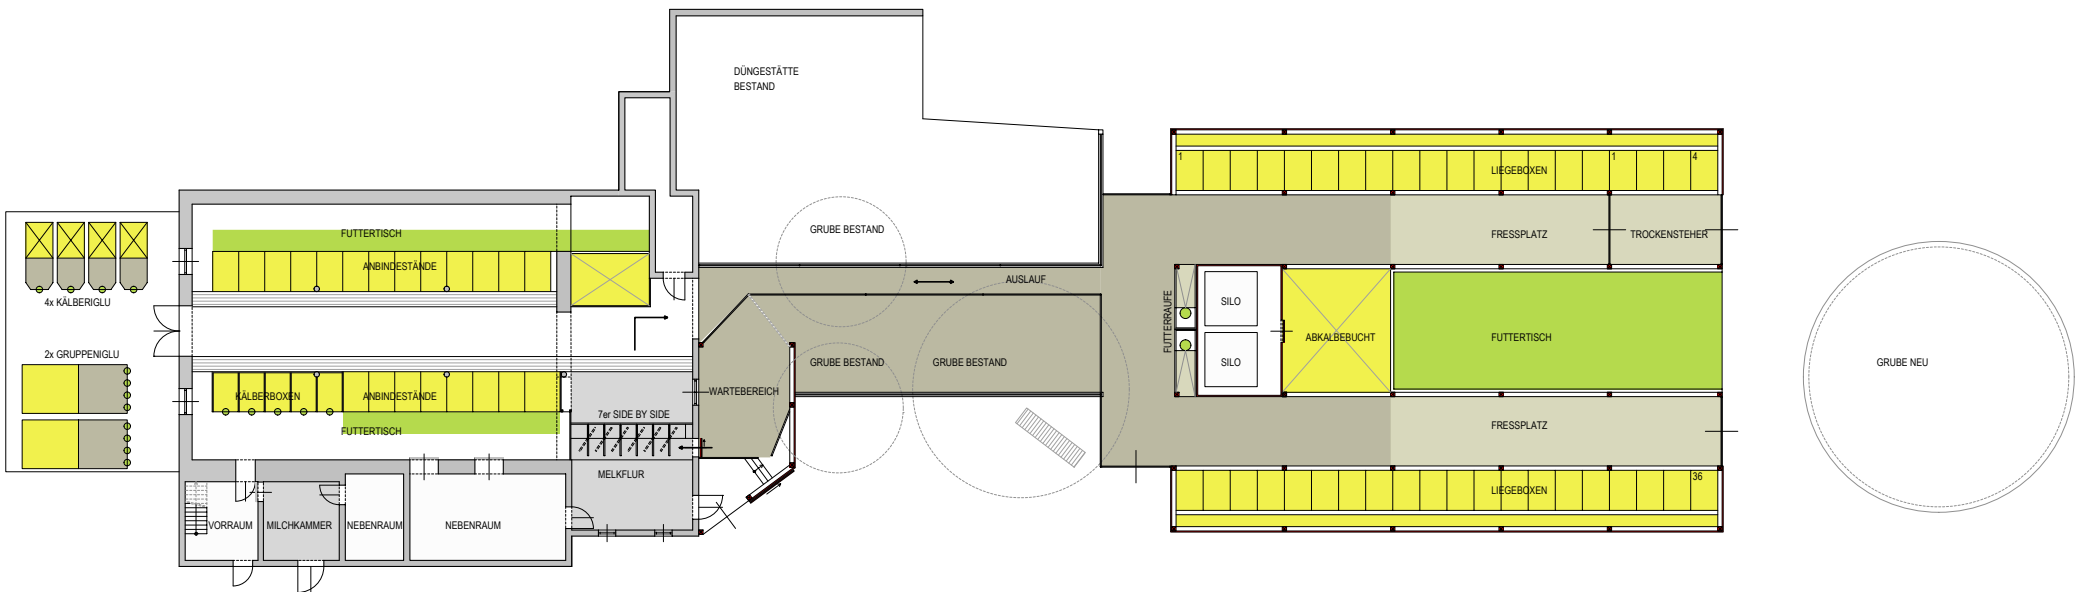 DÜNGESTÄTTE
BESTAND
1
1
4
LIEGEBOXEN
FUTTERTISCH
GRUBE BESTAND
FRESSPLATZ
TROCKENSTEHER
ANBINDESTÄNDE
AUSLAUF
4x KÄLBERIGLU
SILO
FUTTERRAUFE
ABKALBEBUCHT
FUTTERTISCH
2x GRUPPENIGLU
GRUBE BESTAND
GRUBE BESTAND
SILO
GRUBE NEU
KÄLBERBOXEN
ANBINDESTÄNDE
WARTEBEREICH
7er SIDE BY SIDE
FUTTERTISCH
FRESSPLATZ
MELKFLUR
36
LIEGEBOXEN
VORRAUM
MILCHKAMMER
NEBENRAUM
NEBENRAUM